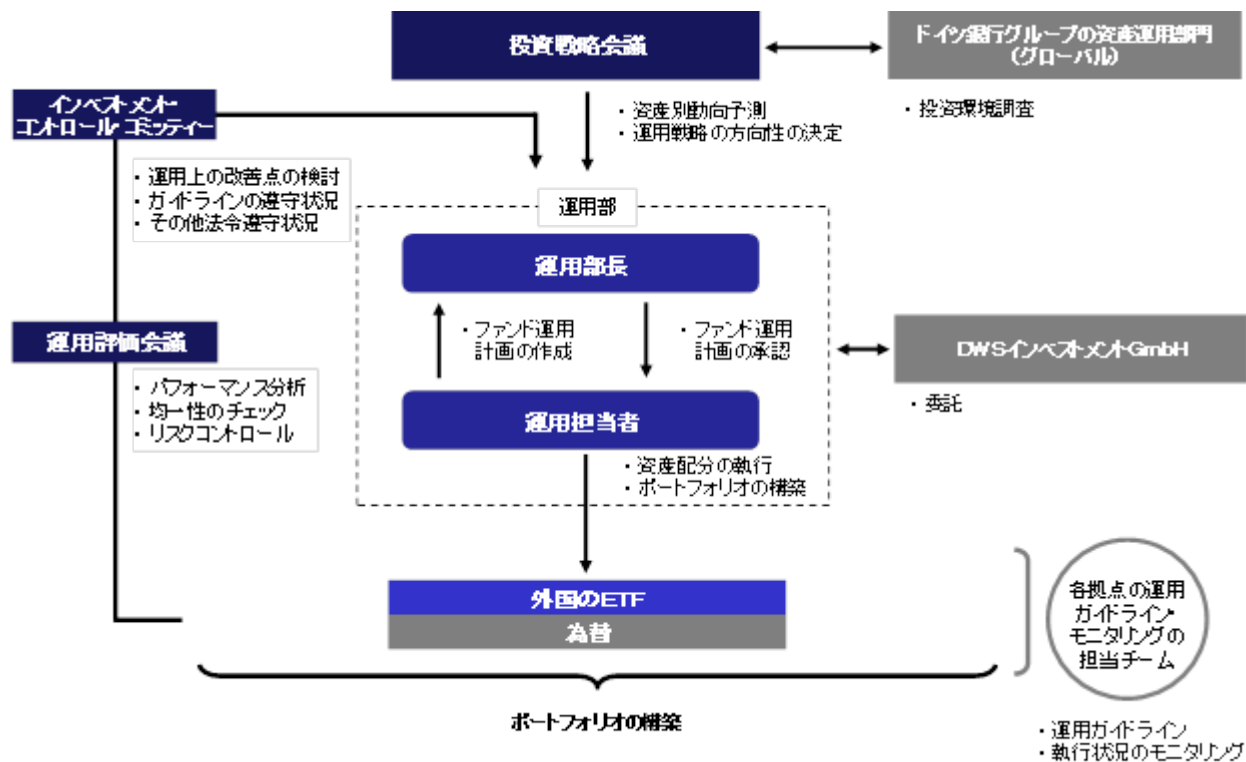 投資戦略会議
ドイツ銀行グループの資産運用部門
(グローバル)
・投資環境調査
・資産別動向予測
・運用戦略の方向性の決定
インベストメント・
コントロール・コミッティー
・運用上の改善点の検討
・ガイドラインの遵守状況
・その他法令遵守状況
運用部
運用部長
・ファンド運用
計画の作成
・ファンド運用
計画の承認
運用評価会議
・パフォーマンス分析
・均一性のチェック
・リスクコントロール
DWSインベストメントGmbH
・委託
運用担当者
・資産配分の執行
・ポートフォリオの構築
外国のETF
為替
各拠点の運用
ガイドライン・
モニタリングの
担当チーム
ポートフォリオの構築
・運用ガイドライン
・執行状況のモニタリング